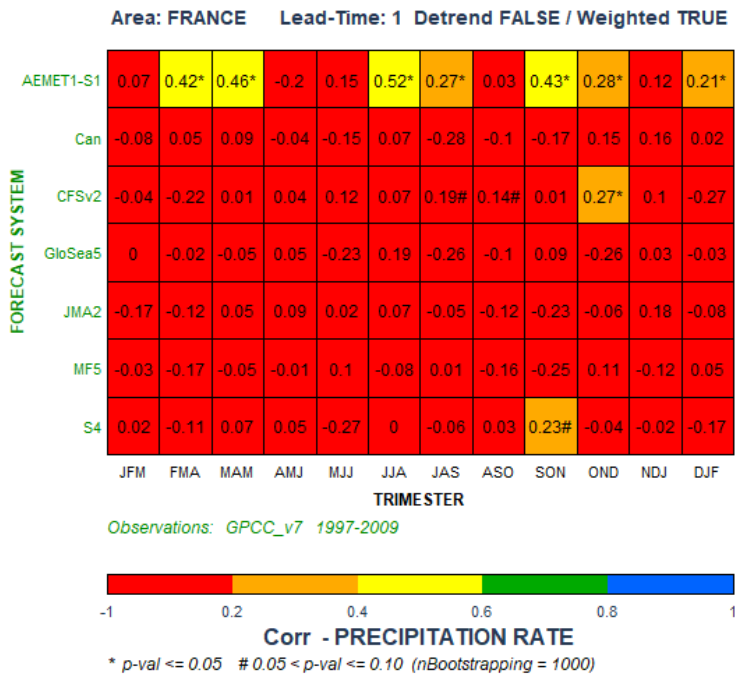 Area: FRANCE Lead-Time: 1 Detrend FALSE / Weighted TRUE
FORECAST SYSTEM
AEMET1-S1 0.07 0.42* 0.46* -0.2 0.15 0.52* 0.27* 0.03 0.43* 0.28* 0.12 0.21*
Can -0.08 0.05 0.09 -0.04 -0.15 0.07 -0.28 -0.1 -0.17 0.15 0.16 0.02
CFSv2 -0.04 -0.22 0.01 0.04 0.12 0.07 0.19# 0.14# 0.01 0.27* 0.1 -0.27
GloSea5 0 -0.02 -0.05 0.05 -0.23 0.19 -0.26 -0.1 0.09 -0.26 0.03 -0.03
JMA2 -0.17 -0.12 0.05 0.09 0.02 0.07 -0.05 -0.12 -0.23 -0.06 0.18 -0.08
MF5 -0.03 -0.17 -0.05 -0.01 0.1 -0.08 0.01 -0.16 -0.25 0.11 -0.12 0.05
S4 0.02 -0.11 0.07 0.05 -0.27 0 -0.06 0.03 0.23# -0.04 -0.02 -0.17
JFM FMA MAM AMJ MJJ JJA JAS ASO SON OND NDJ DJF
TRIMESTER
Observations: GPCC_v7 1997-2009
-1 0.2 0.4 0.6 0.8 1
Corr - PRECIPITATION RATE
* p-val <= 0.05 # 0.05 < p-val <= 0.10 (nBootstrapping = 1000)